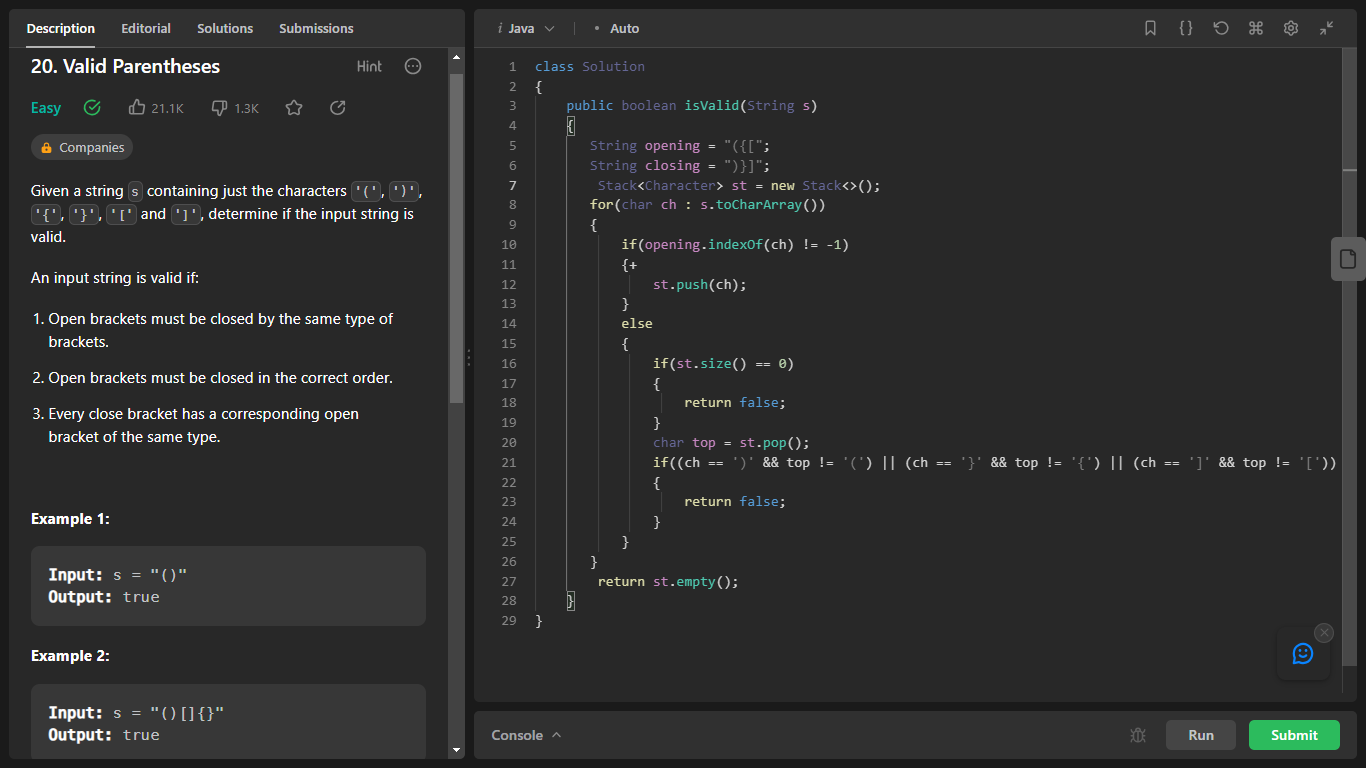 Description Editorial Solutions Submissions
20. Valid Parentheses Hint
Easy 21.1K 1.3K
Companies
Given a string s containing just the characters '(', ')',
'{', '}', '[' and ']', determine if the input string is
valid.
An input string is valid if:
1. Open brackets must be closed by the same type of
brackets.
2. Open brackets must be closed in the correct order.
3. Every close bracket has a corresponding open
bracket of the same type.
Example 1:
Input: s = "()"
Output: true
Example 2:
Input: s = "()[]{}"
Output: true
i Java • Auto
1 class Solution
2 {
3 public boolean isValid(String s)
4 {
5 String opening = "({[";
6 String closing = ")}]";
7 Stack<Character> st = new Stack<>();
8 for(char ch : s.toCharArray())
9 {
10 if(opening.indexOf(ch) != -1)
11 {+
12 st.push(ch);
13 }
14 else
15 {
16 if(st.size() == 0)
17 {
18 return false;
19 }
20 char top = st.pop();
21 if((ch == ')' && top != '(') || (ch == '}' && top != '{') || (ch == ']' && top != '['))
22 {
23 return false;
24 }
25 }
26 }
27 return st.empty();
28 }
29 }
Console Run Submit